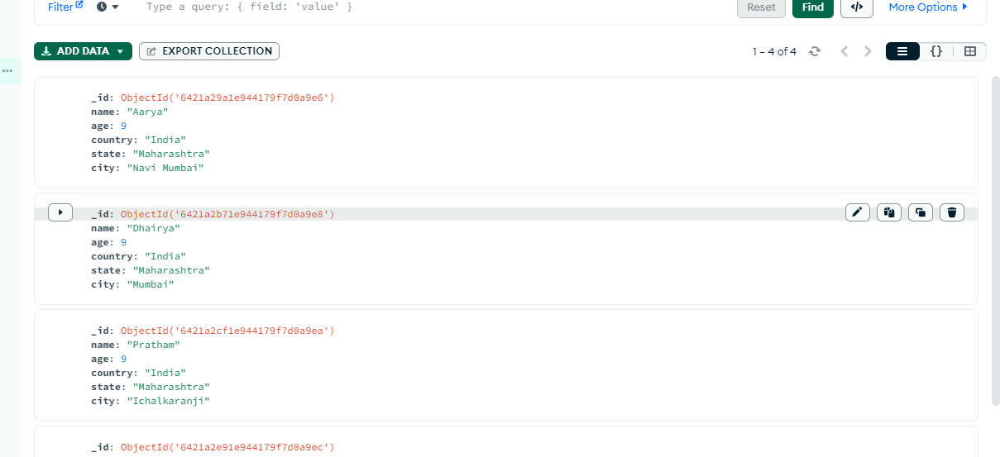 Filter Type a query: { field: 'value' } Reset Find </> More Options
ADD DATA EXPORT COLLECTION 1 – 4 of 4 {}
_id: ObjectId('6421a29a1e944179f7d0a9e6')
name: "Aarya"
age: 9
country: "India"
state: "Maharashtra"
city: "Navi Mumbai"
_id: ObjectId('6421a2b71e944179f7d0a9e8')
name: "Dhairya"
age: 9
country: "India"
state: "Maharashtra"
city: "Mumbai"
_id: ObjectId('6421a2cf1e944179f7d0a9ea')
name: "Pratham"
age: 9
country: "India"
state: "Maharashtra"
city: "Ichalkaranji"
_id: ObjectId('6421a2e91e944179f7d0a9ec')